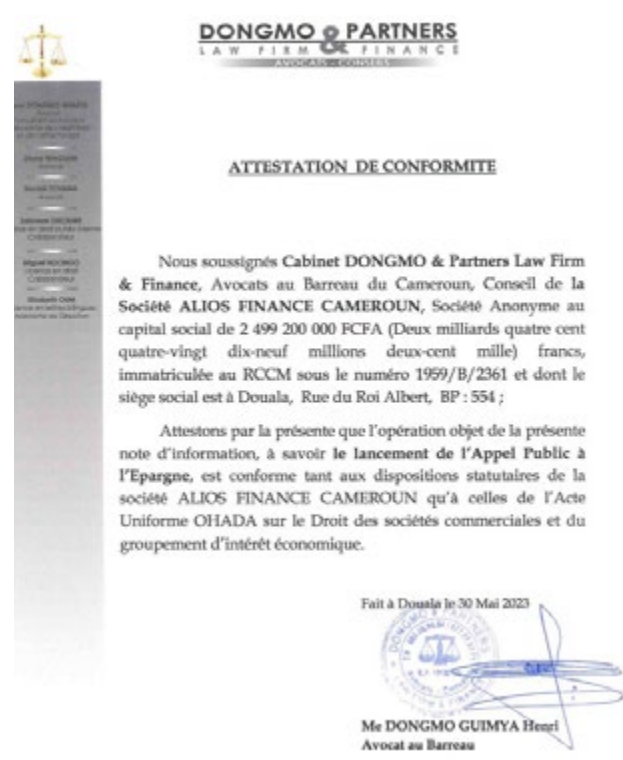 DONGMO & PARTNERS
LAW FIRM & FINANCE
AVOCATS - CONSEILS
ATTESTATION DE CONFORMITE
Nous soussignés Cabinet DONGMO & Partners Law Firm
& Finance, Avocats au Barreau du Cameroun, Conseil de la
Société ALIOS FINANCE CAMEROUN, Société Anonyme au
capital social de 2 499 200 000 FCFA (Deux milliards quatre cent
quatre-vingt dix-neuf millions deux-cent mille) francs,
immatriculée au RCCM sous le numéro 1959/B/2361 et dont le
siège social est à Douala, Rue du Roi Albert, BP : 554 ;
Attestons par la présente que l'opération objet de la présente
note d'information, à savoir le lancement de l'Appel Public à
l'Epargne, est conforme tant aux dispositions statutaires de la
société ALIOS FINANCE CAMEROUN qu'à celles de l'Acte
Uniforme OHADA sur le Droit des sociétés commerciales et du
groupement d'intérêt économique.
Fait à Douala le 30 Mai 2023
DONGMO & PARTNERS
Me DONGMO GUIMYA Henri
Avocat au Barreau